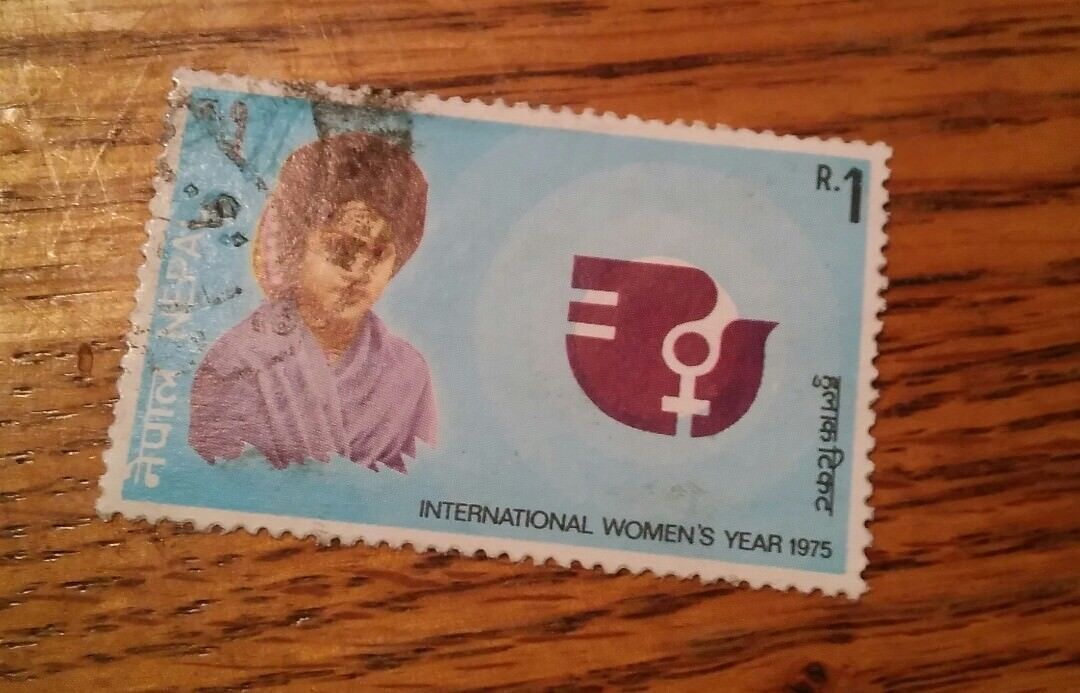 नेपाल NEPAL
R.1
हुलाक टिकट
INTERNATIONAL WOMEN'S YEAR 1975